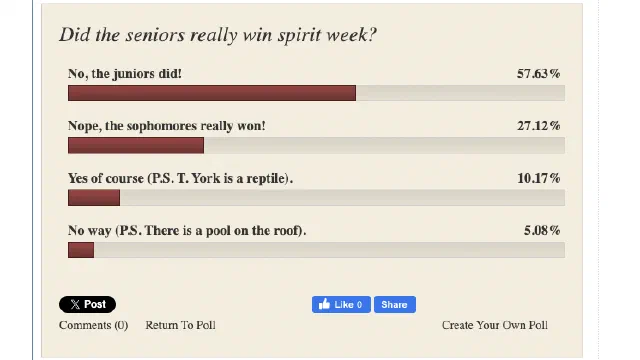 Did the seniors really win spirit week?
No, the juniors did! 57.63%
Nope, the sophomores really won! 27.12%
Yes of course (P.S. T. York is a reptile). 10.17%
No way (P.S. There is a pool on the roof). 5.08%
X Post Like 0 Share
Comments (0) Return To Poll Create Your Own Poll